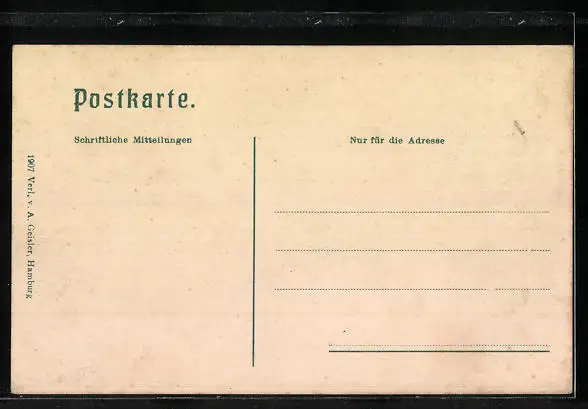 Postkarte.
Schriftliche Mitteilungen
Nur für die Adresse
1907 Verl. v. A. Geisler, Hamburg